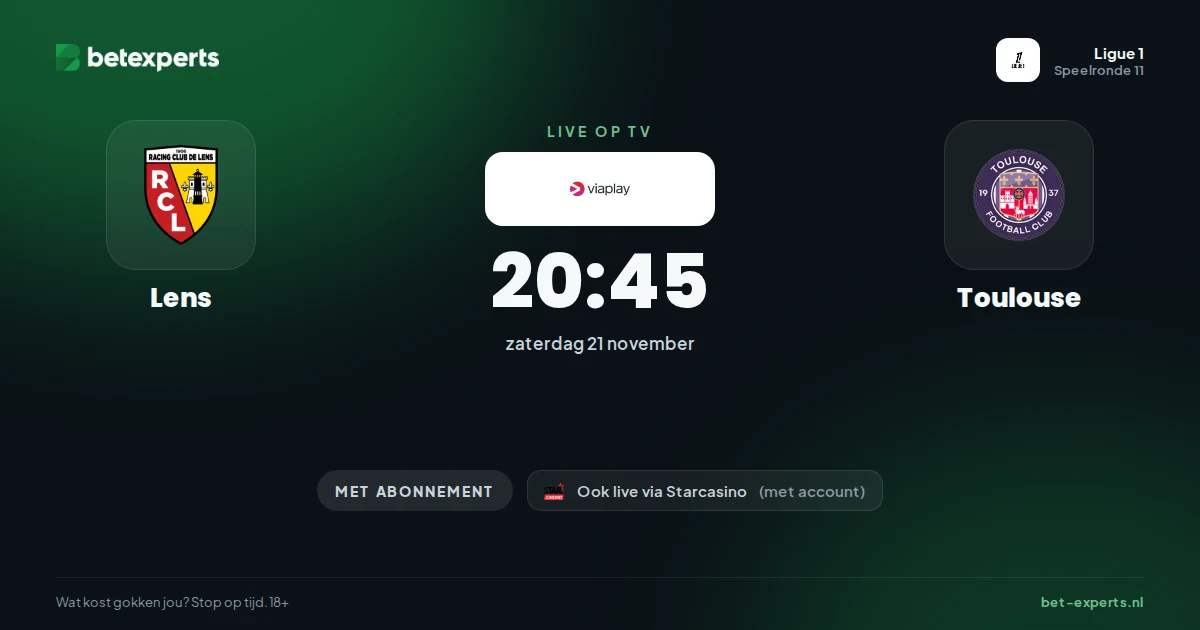 betexperts
Ligue 1
Speelronde 11
LIVE OP TV
viaplay
20:45
zaterdag 21 november
1906
RACING CLUB DE LENS
R
C
L
Lens
TOULOUSE
19 37
FOOTBALL CLUB
Toulouse
MET ABONNEMENT
Ook live via Starcasino (met account)
Wat kost gokken jou? Stop op tijd. 18+
bet-experts.nl